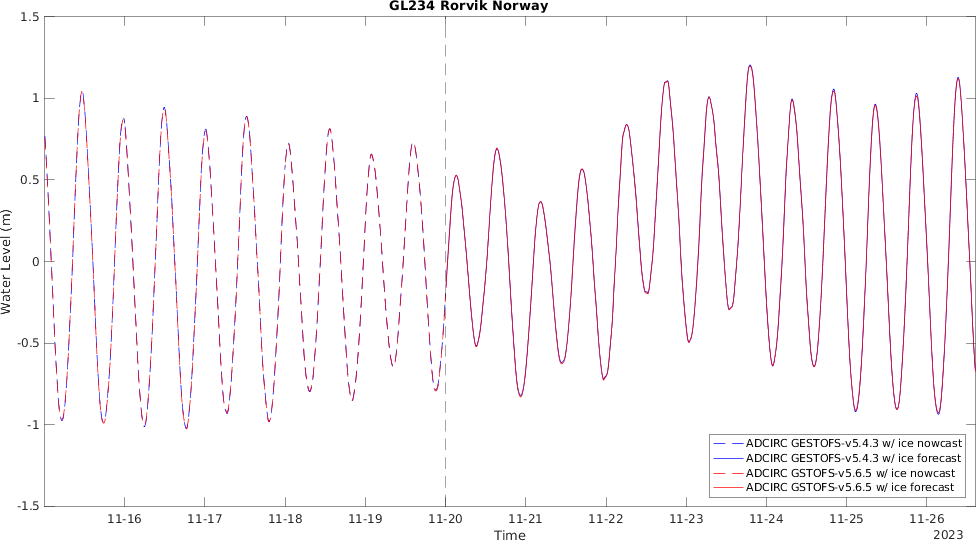 GL234 Rorvik Norway
1.5
1
0.5
0
-0.5
-1
-1.5
Water Level (m)
11-16 11-17 11-18 11-19 11-20 11-21 11-22 11-23 11-24 11-25 11-26
2023
Time
ADCIRC GESTOFS-v5.4.3 w/ ice nowcast
ADCIRC GESTOFS-v5.4.3 w/ ice forecast
ADCIRC GSTOFS-v5.6.5 w/ ice nowcast
ADCIRC GSTOFS-v5.6.5 w/ ice forecast